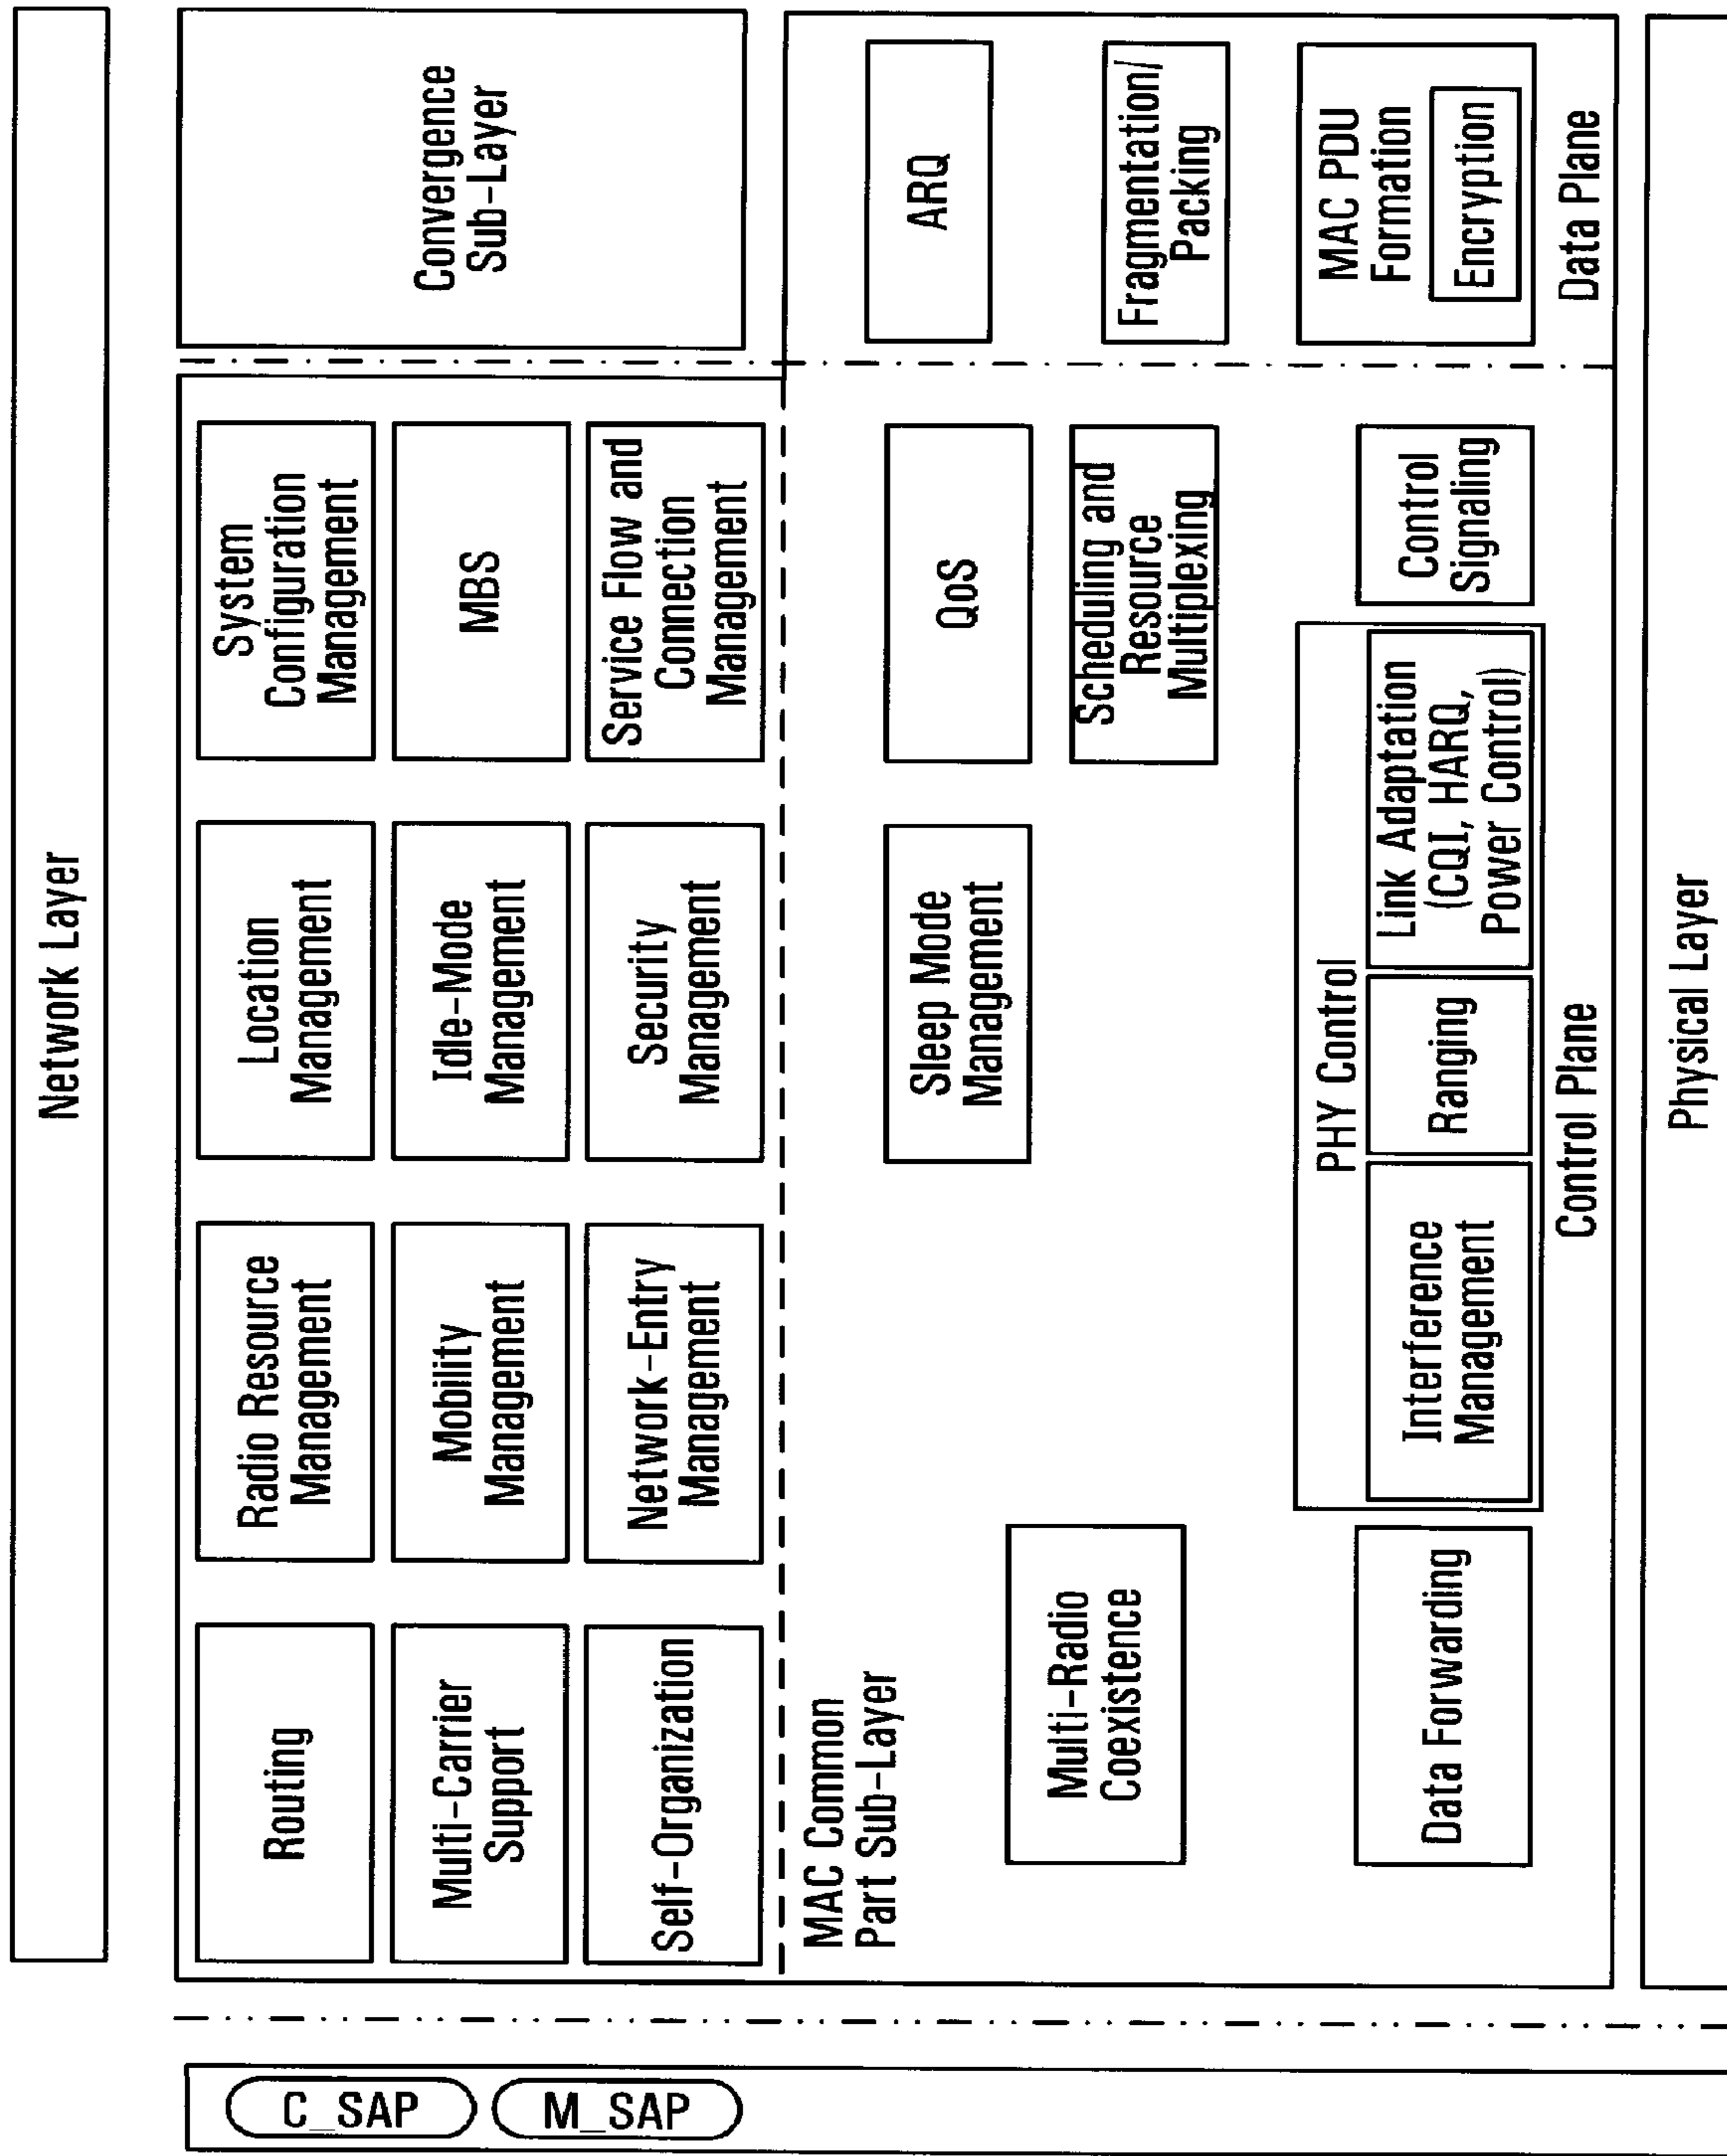 Network Layer
Routing
Radio Resource
Management
Location
Management
System
Configuration
Management
Convergence
Sub-Layer
Multi-Carrier
Support
Mobility
Management
Idle-Mode
Management
MBS
Self-Organization
Network-Entry
Management
Security
Management
Service Flow and
Connection
Management
C_SAP
M_SAP
MAC Common
Part Sub-Layer
Sleep Mode
Management
QoS
ARQ
Multi-Radio
Coexistence
Scheduling and
Resource
Multiplexing
Fragmentation/
Packing
PHY Control
Data Forwarding
Interference
Management
Ranging
Link Adaptation
(CQI, HARQ,
Power Control)
Control
Signaling
MAC PDU
Formation
Encryption
Control Plane
Data Plane
Physical Layer